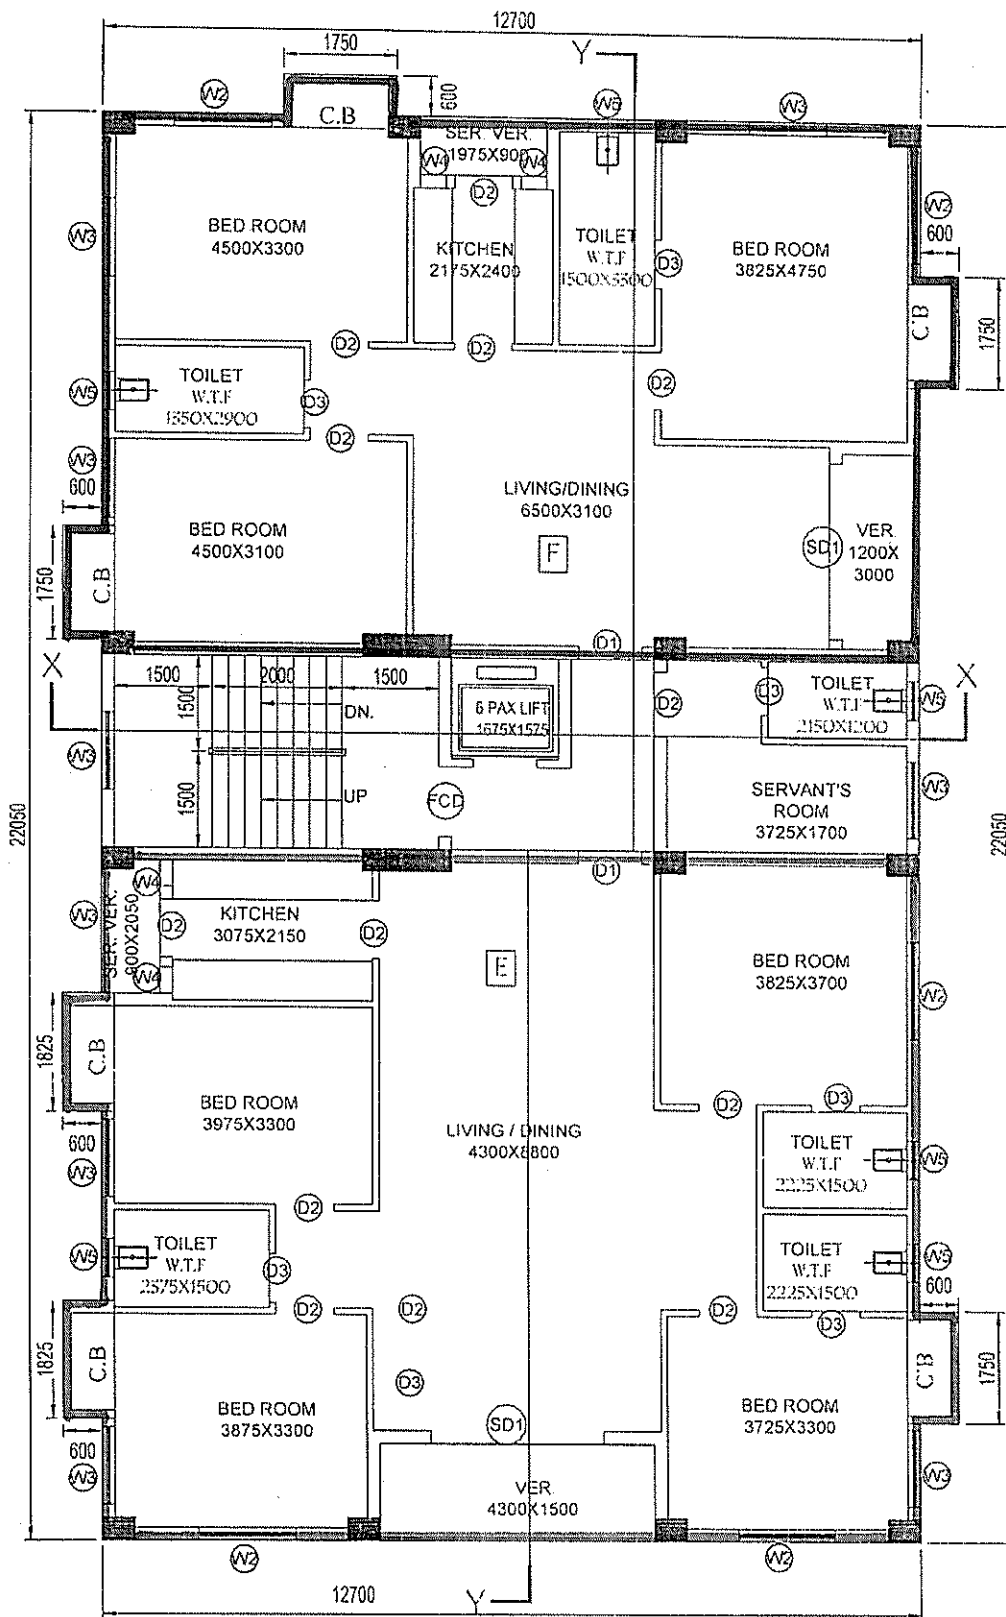 12700
1750
Y
600
W2
C.B
W6
W3
SER. VER.
1975X900
W4
W4
D2
W2
600
W3
BED ROOM
4500X3300
KITCHEN
2175X2400
TOILET
W.T.F
D3
BED ROOM
3825X4750
C.B
1750
D2
D2
D2
W5
TOILET
W.T.F
D3
D2
W3
600
LIVING/DINING
6500X3100
BED ROOM
4500X3100
F
SD1
VER.
1200X
3000
1750
C.B
D1
X
X
1500
2000
1500
1500
DN.
6 PAX LIFT
1675X1575
D2
D3
TOILET
W.T.F
2150X1200
W5
W3
1500
UP
FCD
SERVANT'S
ROOM
3725X1700
W3
22050
22050
D1
W4
SER. VER.
900X2050
W3
D2
KITCHEN
3075X2150
D2
W4
E
BED ROOM
3825X3700
W2
1825
C.B
BED ROOM
3975X3300
LIVING / DINING
4300X8800
D2
D3
600
W3
TOILET
W.T.F
2225X1500
W5
D2
TOILET
W.T.F
2575X1500
W5
D3
TOILET
W.T.F
2225X1500
W5
600
D2
D2
D2
D3
1825
C.B
D3
C.B
1750
BED ROOM
3875X3300
SD1
BED ROOM
3725X3300
600
W3
W3
VER.
4300X1500
W2
W2
12700
Y